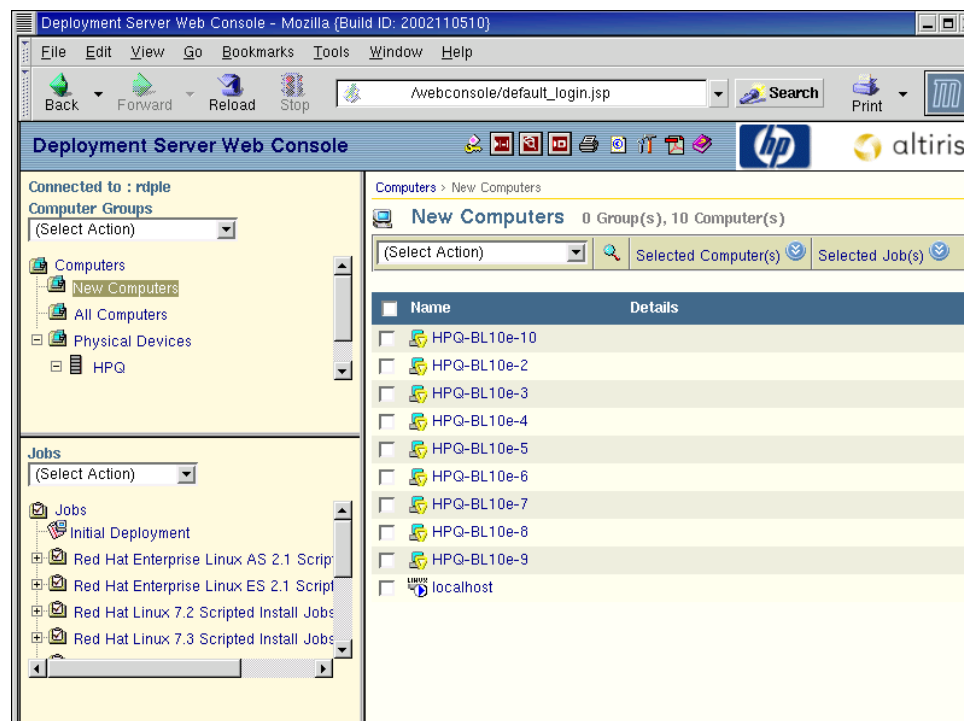 Deployment Server Web Console - Mozilla {Build ID: 2002110510}
File Edit View Go Bookmarks Tools Window Help
Back Forward Reload Stop /webconsole/default_login.jsp Search Print
Deployment Server Web Console hp altiris
Connected to : rdple
Computer Groups
(Select Action)
Computers
New Computers
All Computers
Physical Devices
HPQ
Jobs
(Select Action)
Jobs
Initial Deployment
Red Hat Enterprise Linux AS 2.1 Script
Red Hat Enterprise Linux ES 2.1 Script
Red Hat Linux 7.2 Scripted Install Jobs
Red Hat Linux 7.3 Scripted Install Jobs
Computers > New Computers
New Computers 0 Group(s), 10 Computer(s)
(Select Action) Selected Computer(s) Selected Job(s)
Name Details
HPQ-BL10e-10
HPQ-BL10e-2
HPQ-BL10e-3
HPQ-BL10e-4
HPQ-BL10e-5
HPQ-BL10e-6
HPQ-BL10e-7
HPQ-BL10e-8
HPQ-BL10e-9
LINUX localhost